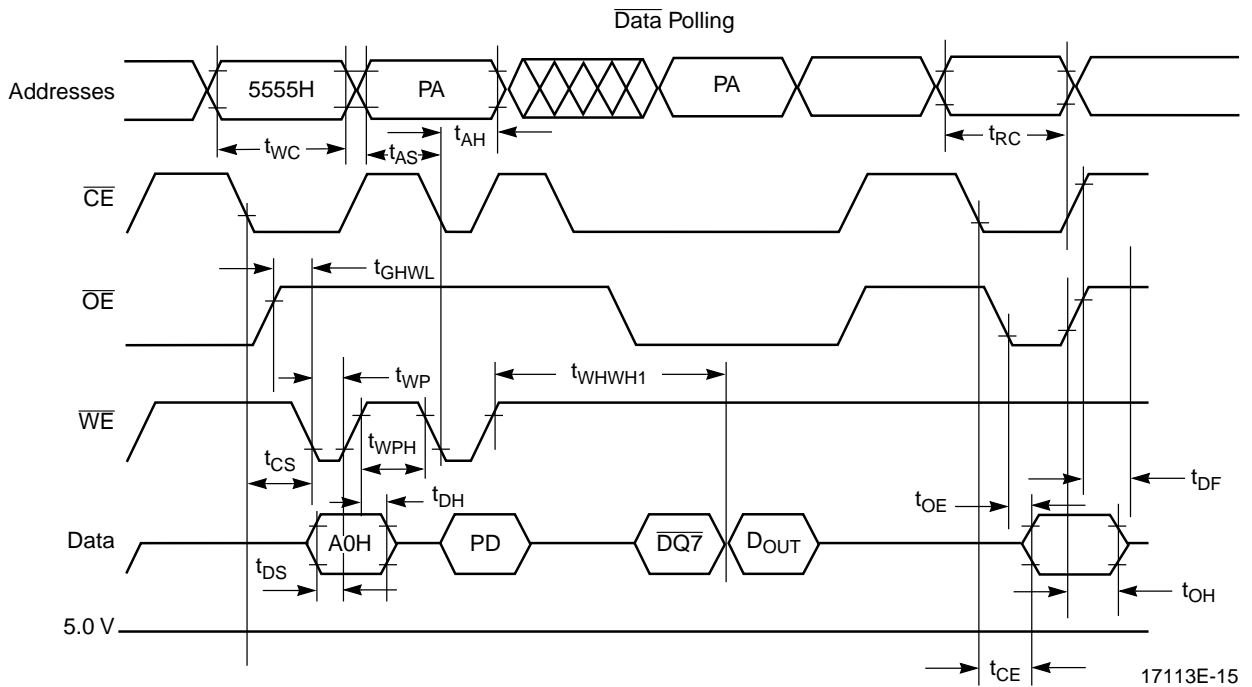 Data Polling
Addresses
5555H
PA
PA
tWC
tAS
tAH
tRC
CE
tGHWL
OE
tWP
tWHWH1
WE
tCS
tWPH
tDH
tOE
tDF
Data
A0H
PD
DQ7
DOUT
tDS
tOH
5.0 V
tCE
17113E-15